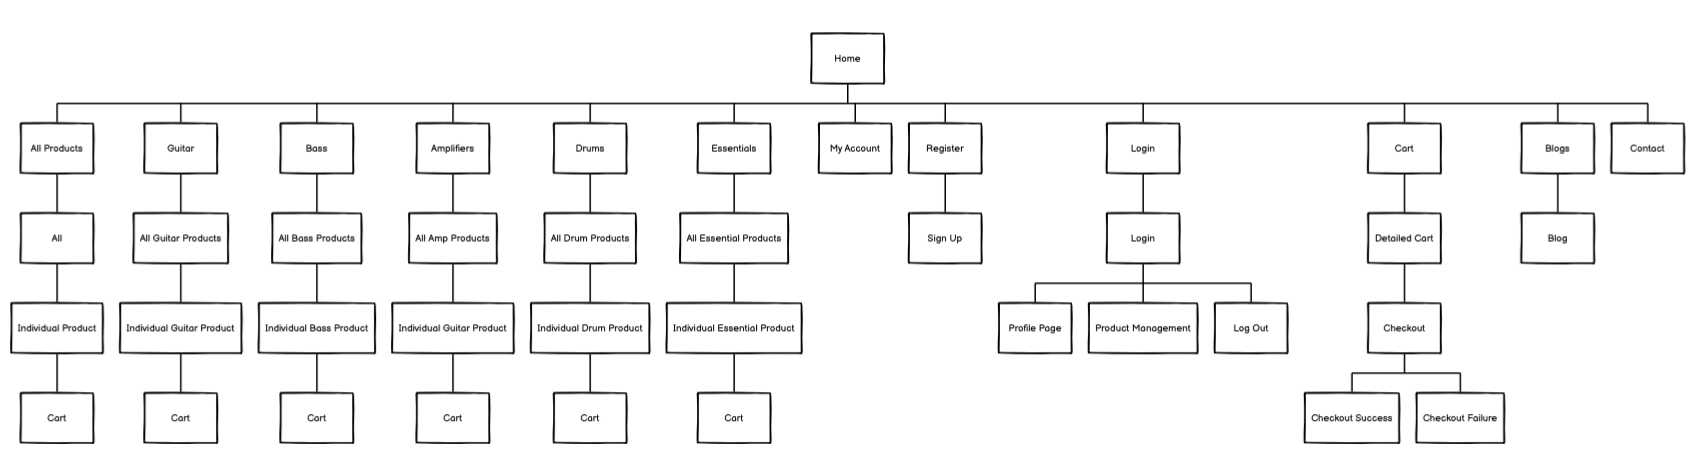 Home
All Products
Guitar
Bass
Amplifiers
Drums
Essentials
My Account
Register
Login
Cart
Blogs
Contact
All
All Guitar Products
All Bass Products
All Amp Products
All Drum Products
All Essential Products
Sign Up
Login
Detailed Cart
Blog
Individual Product
Individual Guitar Product
Individual Bass Product
Individual Guitar Product
Individual Drum Product
Individual Essential Product
Profile Page
Product Management
Log Out
Checkout
Cart
Cart
Cart
Cart
Cart
Cart
Checkout Success
Checkout Failure